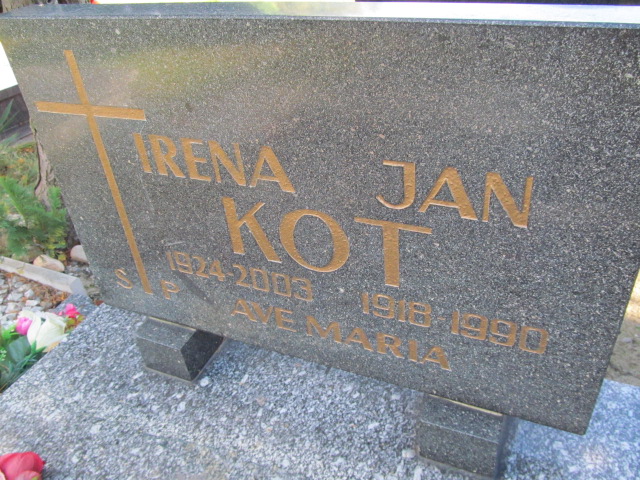 IRENA JAN
KOT
1924-2003 1918-1990
S P
AVE MARIA